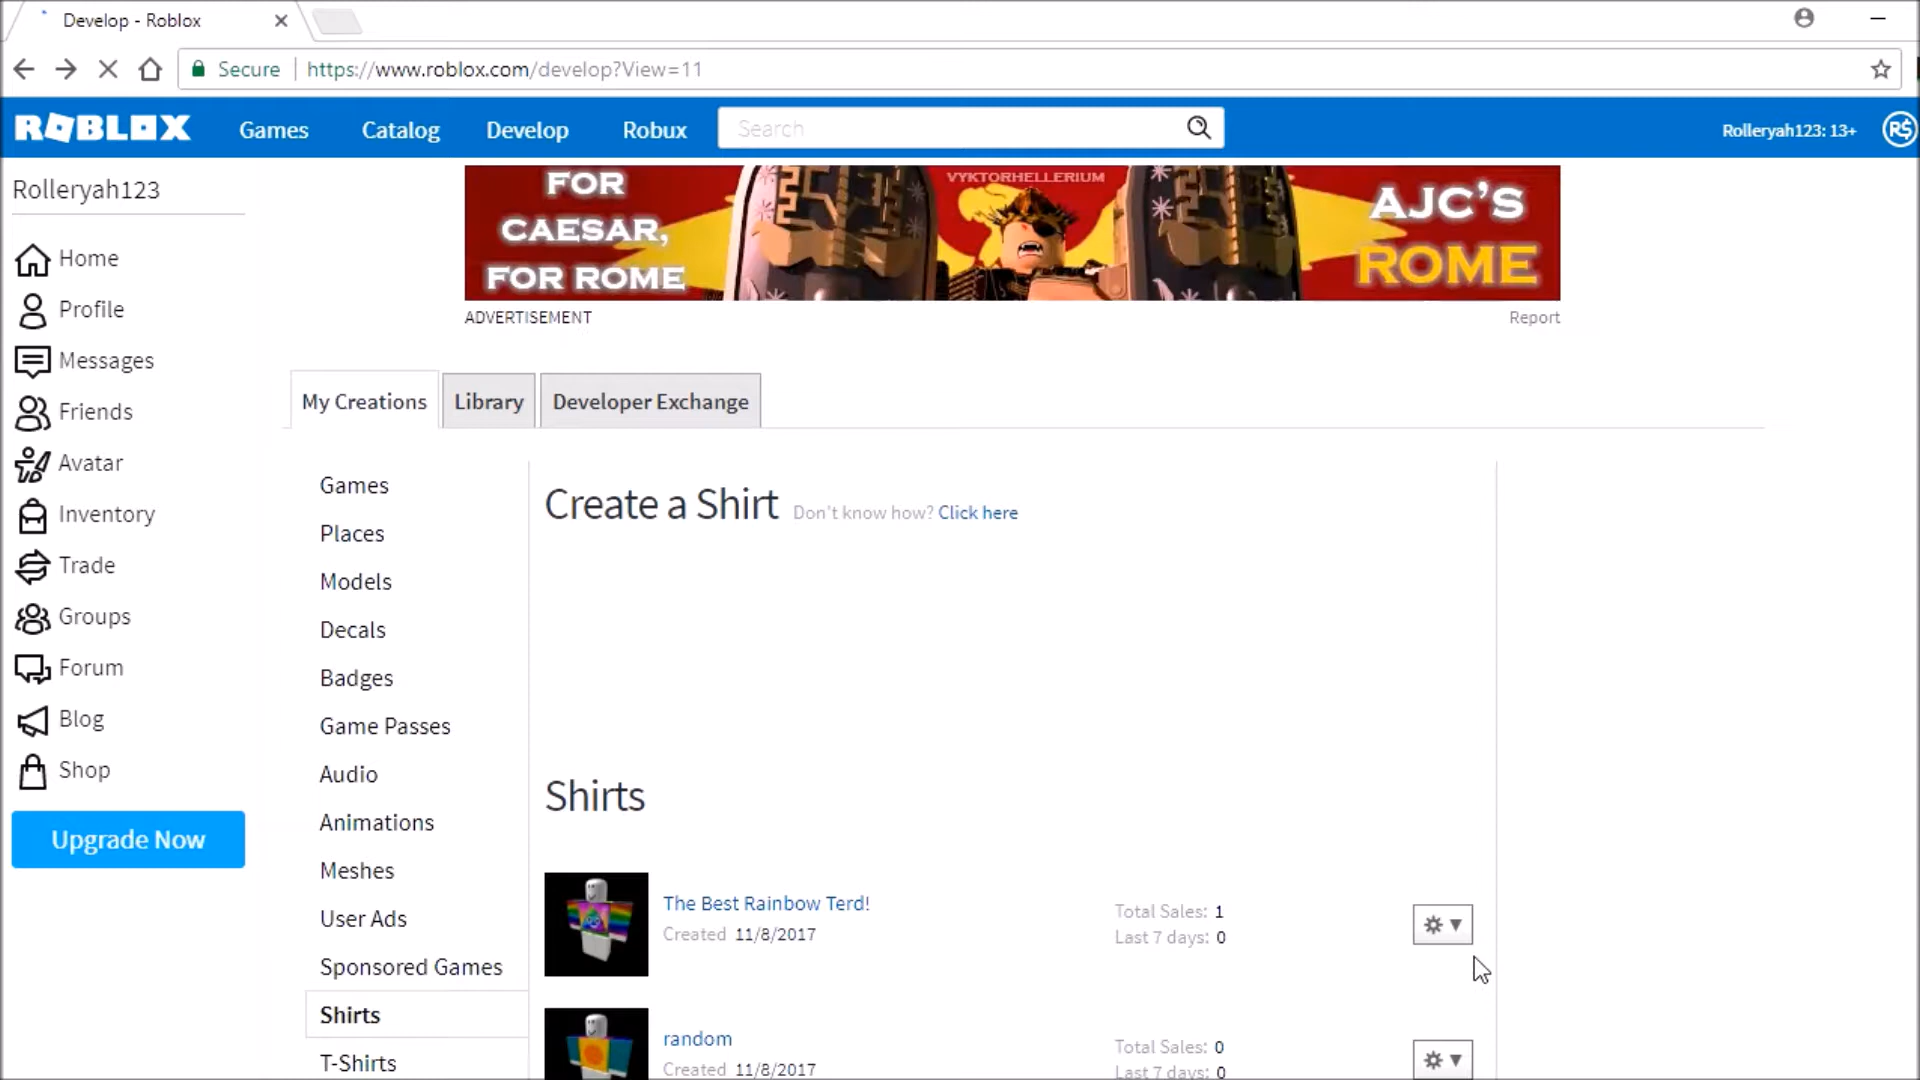 Develop - Roblox
Secure https://www.roblox.com/develop?View=11
ROBLOX Games Catalog Develop Robux Search Rolleryah123: 13+ R$
Rolleryah123
Home
Profile
Messages
Friends
Avatar
Inventory
Trade
Groups
Forum
Blog
Shop
Upgrade Now
FOR
CAESAR,
FOR ROME
VYKTORHELLERIUM
AJC'S
ROME
ADVERTISEMENT Report
My Creations Library Developer Exchange
Games
Places
Models
Decals
Badges
Game Passes
Audio
Animations
Meshes
User Ads
Sponsored Games
Shirts
T-Shirts
Create a Shirt Don't know how? Click here
Shirts
The Best Rainbow Terd! Total Sales: 1
Created 11/8/2017 Last 7 days: 0
random Total Sales: 0
Created 11/8/2017 Last 7 days: 0